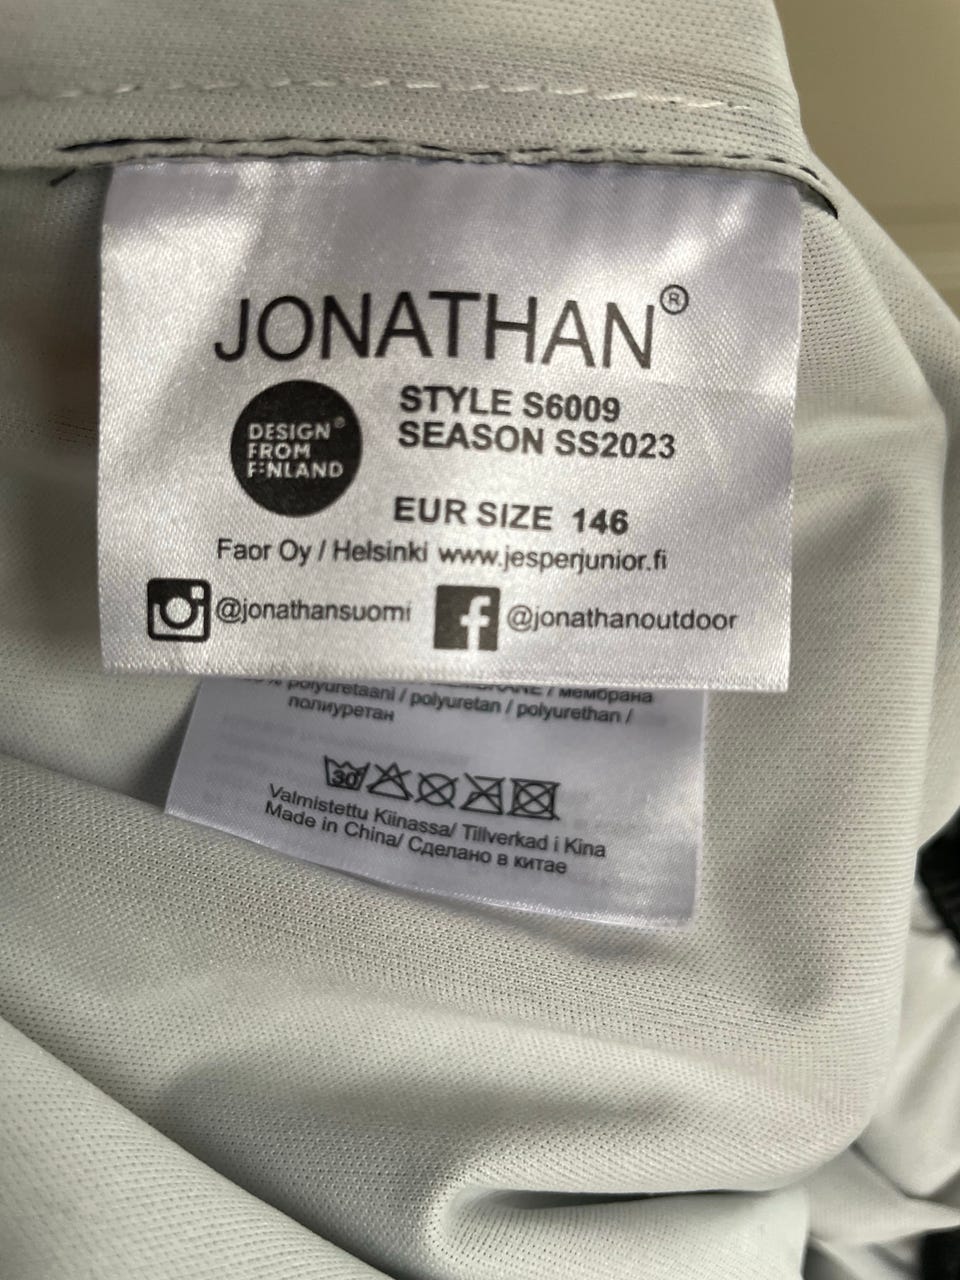 JONATHAN®
DESIGN®
FROM
FINLAND
STYLE S6009
SEASON SS2023
EUR SIZE 146
Faor Oy / Helsinki www.jesperjunior.fi
@jonathansuomi
@jonathanoutdoor
/ мембрана
polyuretaani / polyuretan / polyurethan /
полиуретан
30
Valmistettu Kiinassa/ Tillverkad i Kina
Made in China/ Сделано в китае